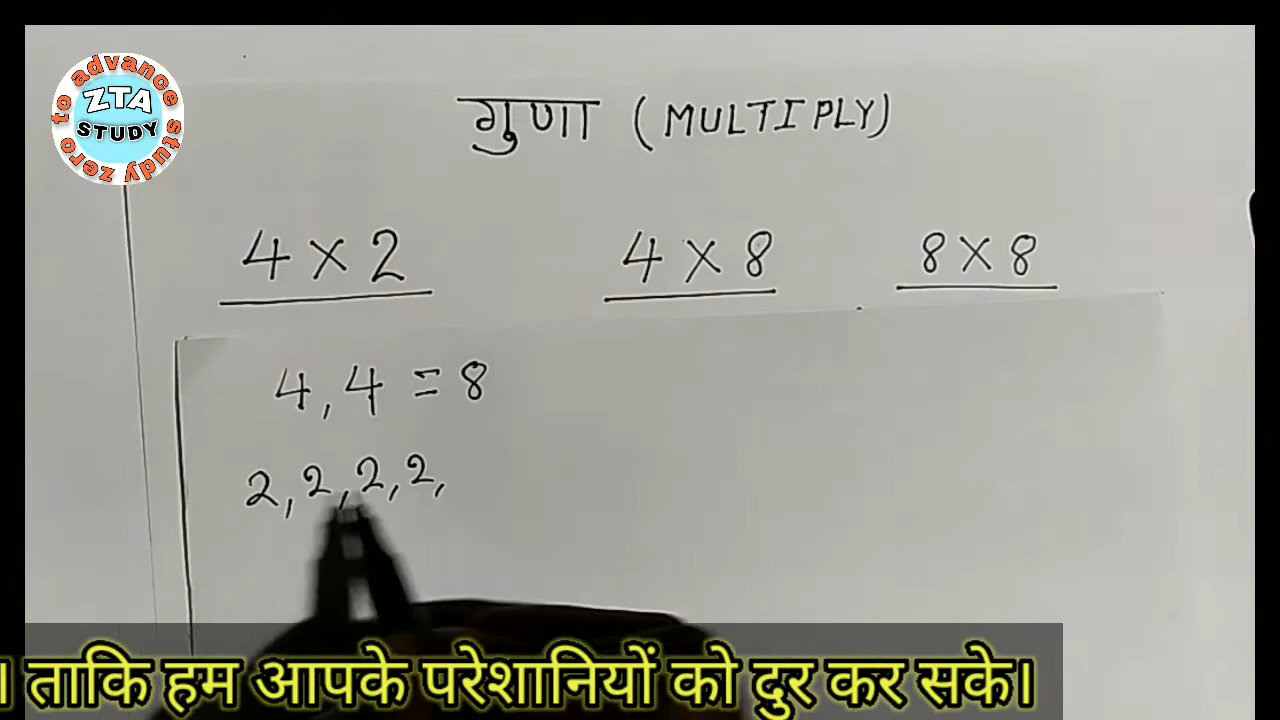 zero to advance study
ZTA
STUDY
गुणा (MULTIPLY)
4 × 2 4 × 8 8 × 8
4, 4 = 8
2, 2, 2, 2,
। ताकि हम आपके परेशानियों को दुर कर सके।